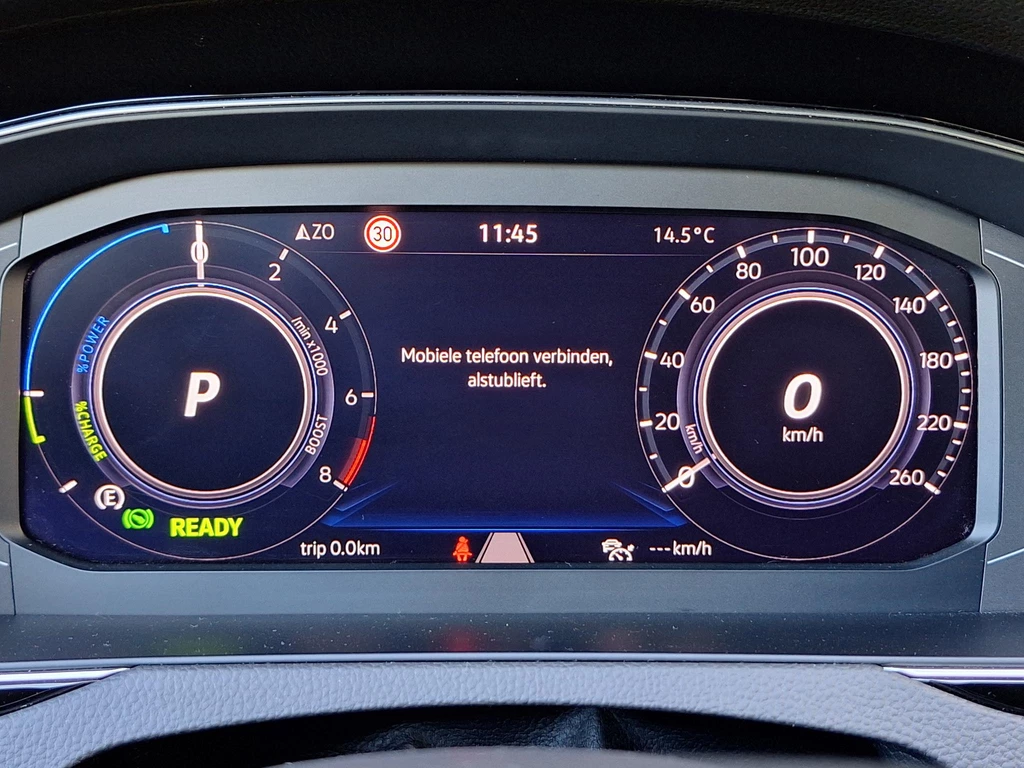 ZO
30
11:45
14.5°C
0
2
4
6
8
1/min x1000
BOOST
%POWER
%CHARGE
P
E
READY
Mobiele telefoon verbinden,
alstublieft.
0
20
40
60
80
100
120
140
180
220
260
km/h
0
km/h
trip 0.0km
---km/h